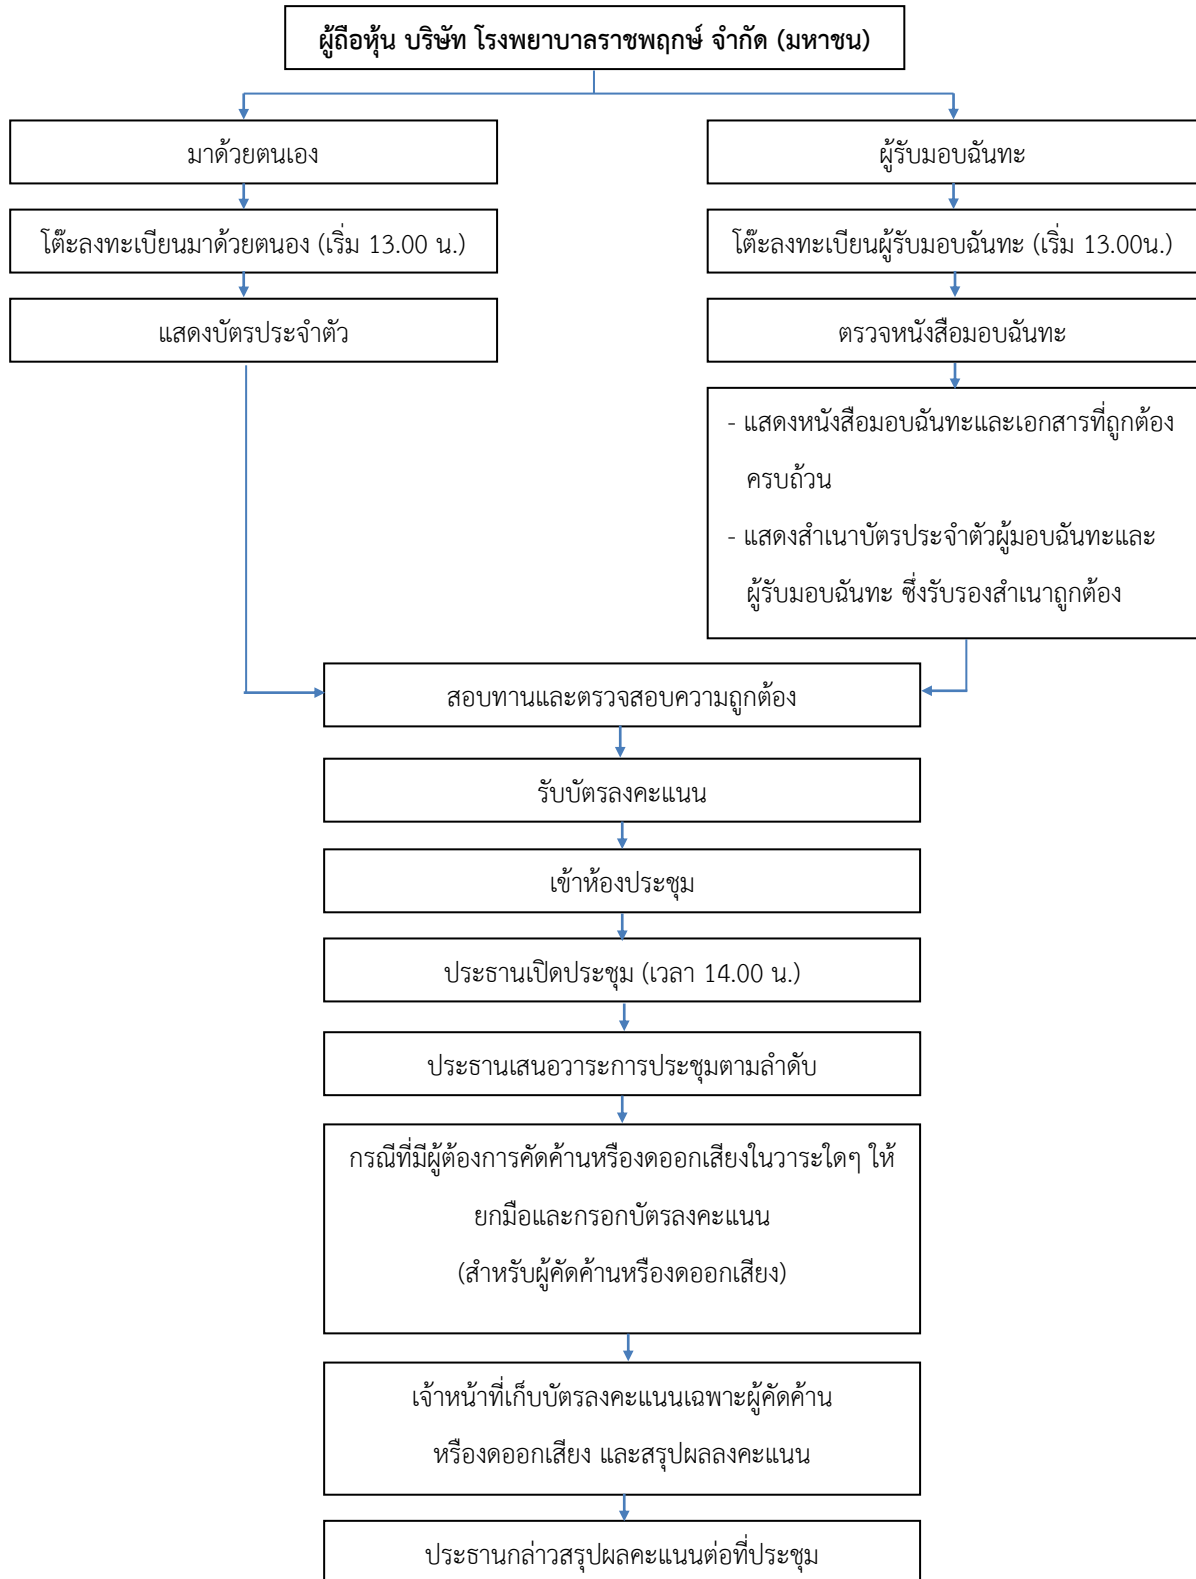 ผู้ถือหุ้น บริษัท โรงพยาบาลราชพฤกษ์ จำกัด (มหาชน)
มาด้วยตนเอง
โต๊ะลงทะเบียนมาด้วยตนอง (เริ่ม 13.00 น.)
แสดงบัตรประจำตัว
ผู้รับมอบฉันทะ
โต๊ะลงทะเบียนผู้รับมอบฉันทะ (เริ่ม 13.00น.)
ตรวจหนังสือมอบฉันทะ
- แสดงหนังสือมอบฉันทะและเอกสารที่ถูกต้อง
ครบถ้วน
- แสดงสำเนาบัตรประจำตัวผู้มอบฉันทะและ
ผู้รับมอบฉันทะ ซึ่งรับรองสำเนาถูกต้อง
สอบทานและตรวจสอบความถูกต้อง
รับบัตรลงคะแนน
เข้าห้องประชุม
ประธานเปิดประชุม (เวลา 14.00 น.)
ประธานเสนอวาระการประชุมตามลำดับ
กรณีที่มีผู้ต้องการคัดค้านหรืองดออกเสียงในวาระใดๆ ให้
ยกมือและกรอกบัตรลงคะแนน
(สำหรับผู้คัดค้านหรืองดออกเสียง)
เจ้าหน้าที่เก็บบัตรลงคะแนนเฉพาะผู้คัดค้าน
หรืองดออกเสียง และสรุปผลลงคะแนน
ประธานกล่าวสรุปผลคะแนนต่อที่ประชุม